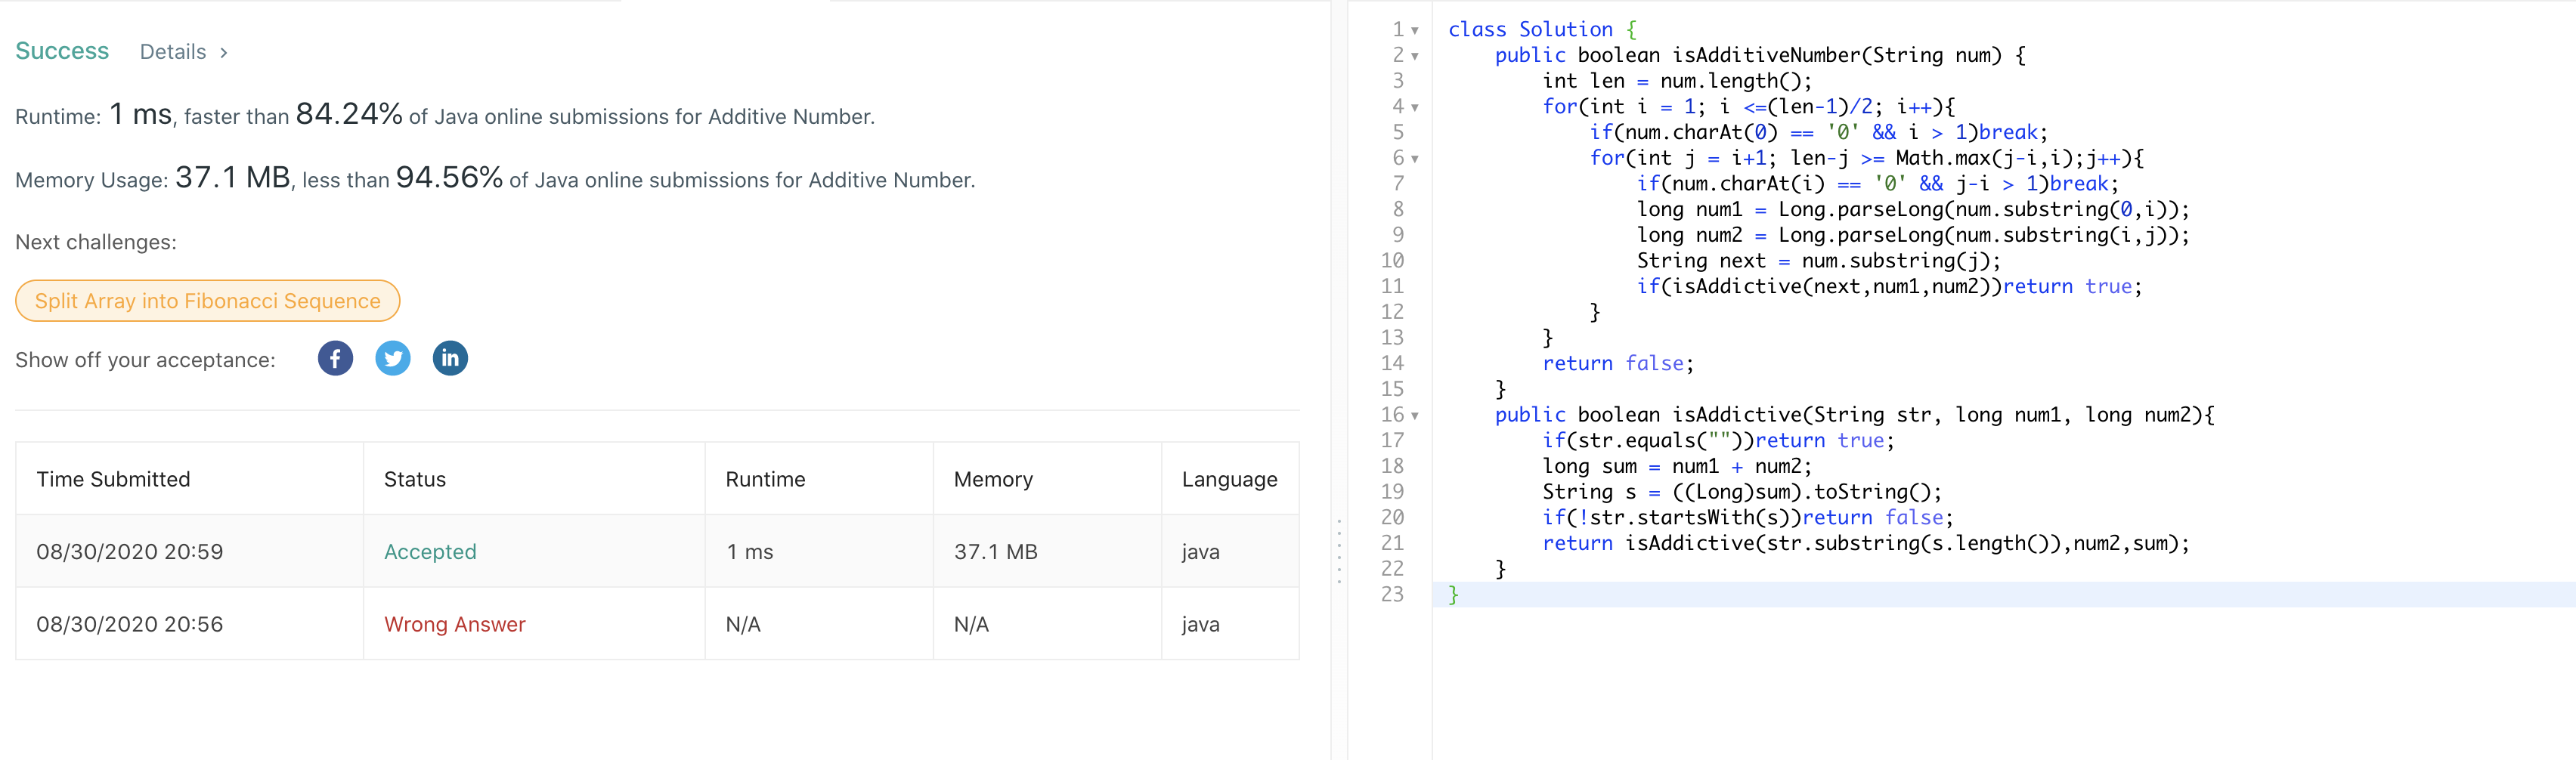 Success Details >
Runtime: 1 ms, faster than 84.24% of Java online submissions for Additive Number.
Memory Usage: 37.1 MB, less than 94.56% of Java online submissions for Additive Number.
Next challenges:
Split Array into Fibonacci Sequence
Show off your acceptance:
Time Submitted Status Runtime Memory Language
08/30/2020 20:59 Accepted 1 ms 37.1 MB java
08/30/2020 20:56 Wrong Answer N/A N/A java
1 class Solution {
2 public boolean isAdditiveNumber(String num) {
3 int len = num.length();
4 for(int i = 1; i <=(len-1)/2; i++){
5 if(num.charAt(0) == '0' && i > 1)break;
6 for(int j = i+1; len-j >= Math.max(j-i,i);j++){
7 if(num.charAt(i) == '0' && j-i > 1)break;
8 long num1 = Long.parseLong(num.substring(0,i));
9 long num2 = Long.parseLong(num.substring(i,j));
10 String next = num.substring(j);
11 if(isAddictive(next,num1,num2))return true;
12 }
13 }
14 return false;
15 }
16 public boolean isAddictive(String str, long num1, long num2){
17 if(str.equals(""))return true;
18 long sum = num1 + num2;
19 String s = ((Long)sum).toString();
20 if(!str.startsWith(s))return false;
21 return isAddictive(str.substring(s.length()),num2,sum);
22 }
23 }